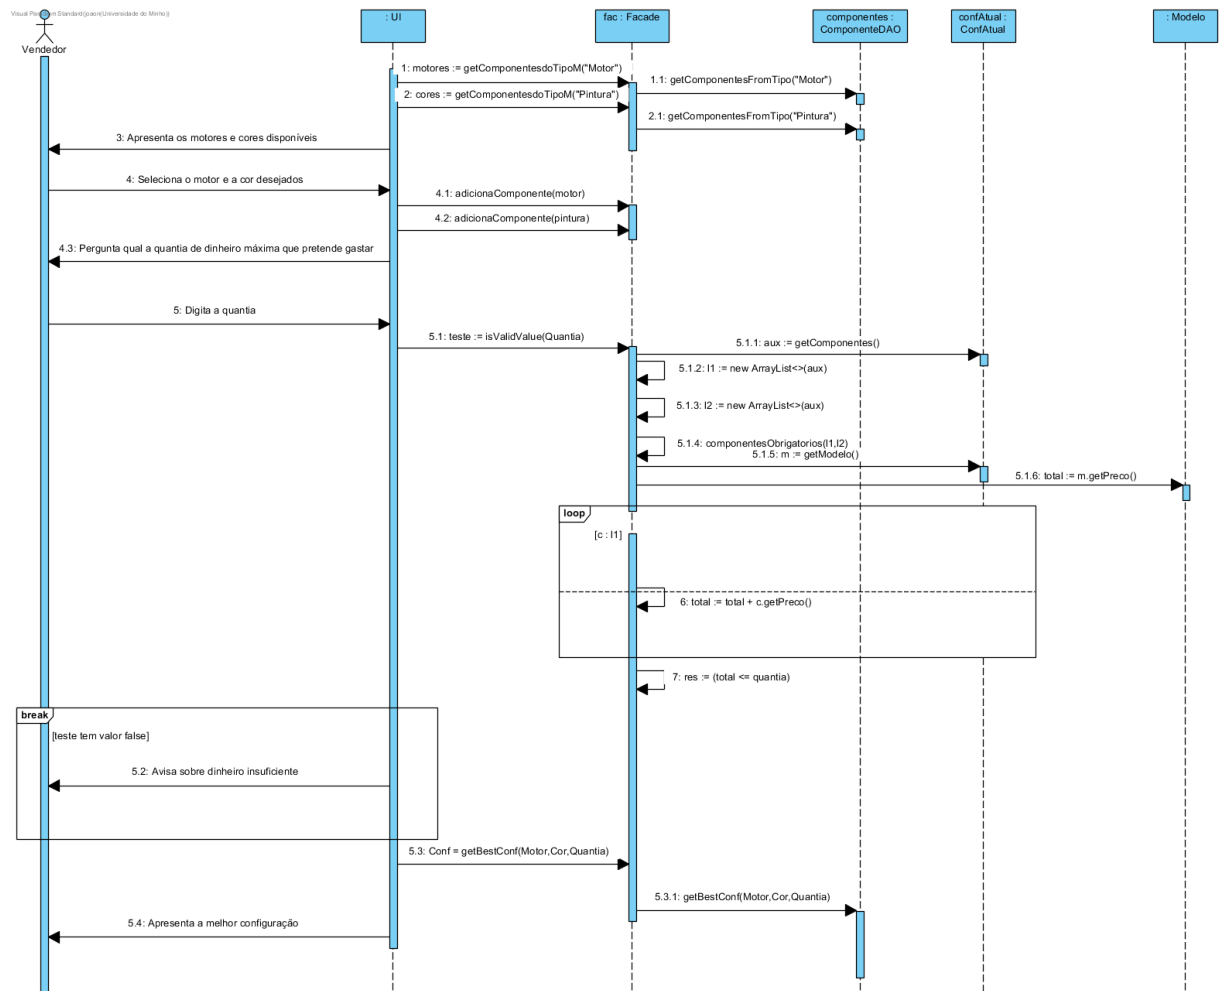 Visual Paradigm Standard(joaon(Universidade do Minho))
Vendedor
: UI
fac : Facade
componentes :
ComponenteDAO
confAtual :
ConfAtual
: Modelo
1: motores := getComponentesdoTipoM("Motor")
1.1: getComponentesFromTipo("Motor")
2: cores := getComponentesdoTipoM("Pintura")
2.1: getComponentesFromTipo("Pintura")
3: Apresenta os motores e cores disponíveis
4: Seleciona o motor e a cor desejados
4.1: adicionaComponente(motor)
4.2: adicionaComponente(pintura)
4.3: Pergunta qual a quantia de dinheiro máxima que pretende gastar
5: Digita a quantia
5.1: teste := isValidValue(Quantia)
5.1.1: aux := getComponentes()
5.1.2: l1 := new ArrayList<>(aux)
5.1.3: l2 := new ArrayList<>(aux)
5.1.4: componentesObrigatorios(l1,l2)
5.1.5: m := getModelo()
5.1.6: total := m.getPreco()
loop
[c : l1]
6: total := total + c.getPreco()
7: res := (total <= quantia)
break
[teste tem valor false]
5.2: Avisa sobre dinheiro insuficiente
5.3: Conf = getBestConf(Motor,Cor,Quantia)
5.3.1: getBestConf(Motor,Cor,Quantia)
5.4: Apresenta a melhor configuração